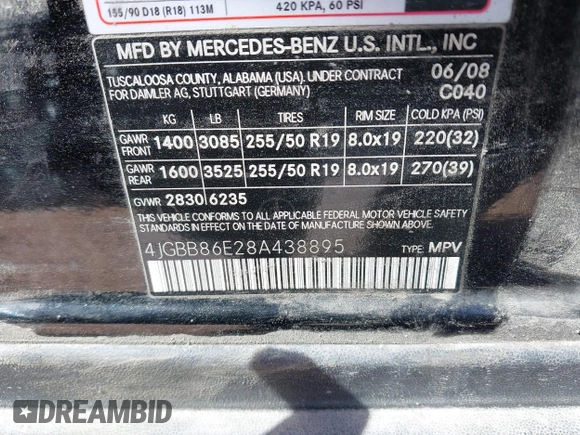 155/90 D18 (R18) 113M 420 KPA, 60 PSI
MFD BY MERCEDES-BENZ U.S. INTL., INC
TUSCALOOSA COUNTY, ALABAMA (USA). UNDER CONTRACT 06/08
FOR DAIMLER AG, STUTTGART (GERMANY) C040
KG LB TIRES RIM SIZE COLD KPA (PSI)
GAWR FRONT 1400 3085 255/50 R19 8.0x19 220(32)
GAWR REAR 1600 3525 255/50 R19 8.0x19 270(39)
GVWR 2830 6235
THIS VEHICLE CONFORMS TO ALL APPLICABLE FEDERAL MOTOR VEHICLE SAFETY
STANDARDS IN EFFECT ON THE DATE OF MANUFACTURE SHOWN ABOVE
4JGBB86E28A438895 TYPE: MPV
DREAMBID